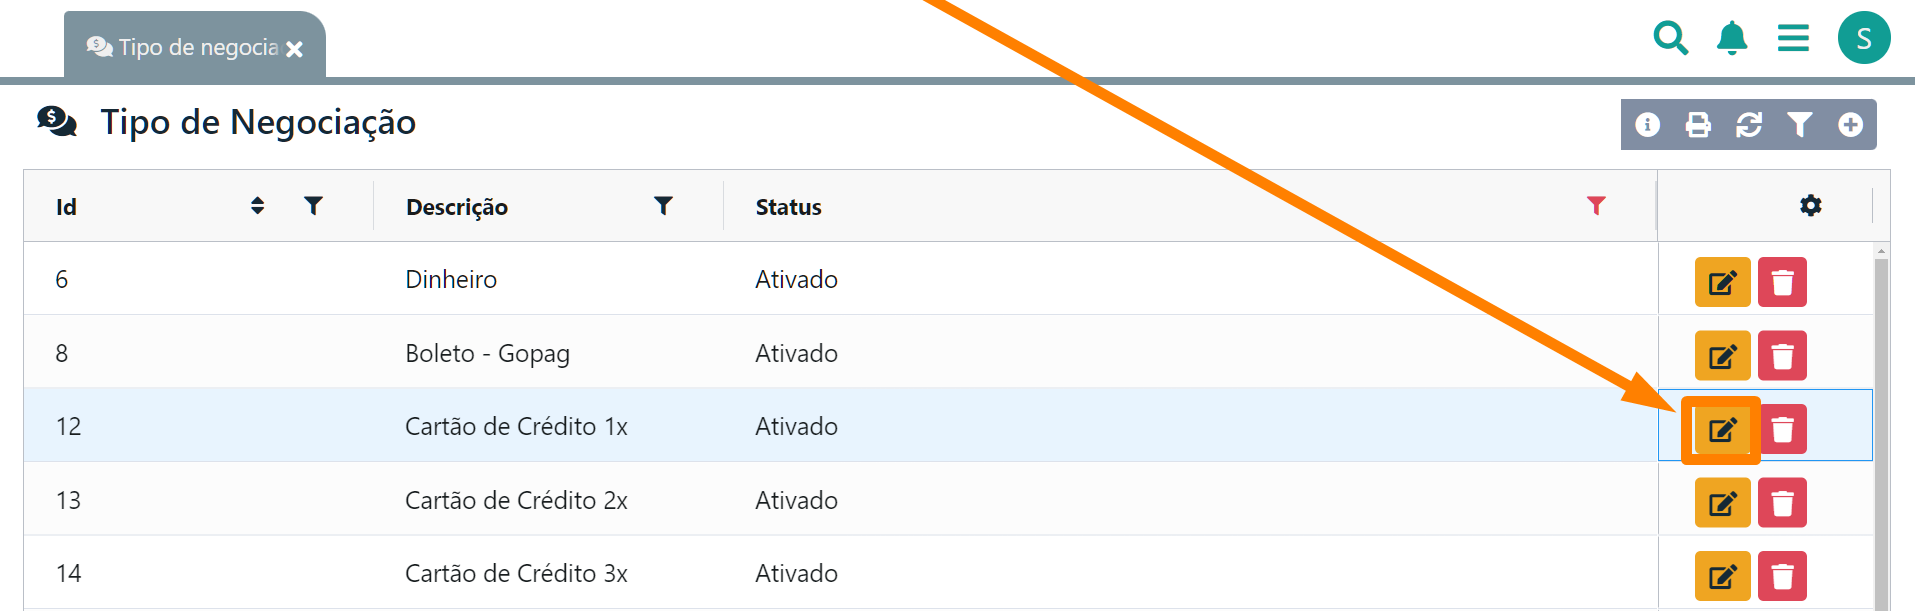 Tipo de negocia
S
Tipo de Negociação
Id Descrição Status
6 Dinheiro Ativado
8 Boleto - Gopag Ativado
12 Cartão de Crédito 1x Ativado
13 Cartão de Crédito 2x Ativado
14 Cartão de Crédito 3x Ativado